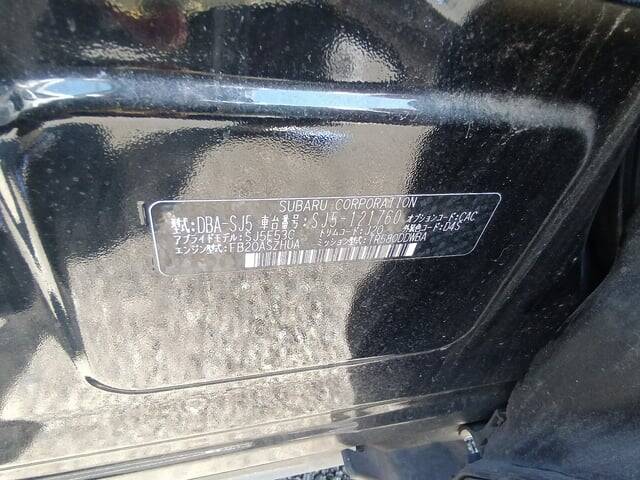 SUBARU CORPORATION
型式:DBA-SJ5 車台番号:SJ5-121760 オプションコード:CAC
アプライドモデル:SJ5E53C トリムコード:J20 外装色コード:D4S
エンジン型式:FB20ASZHUA ミッション型式:TR580DDWBA